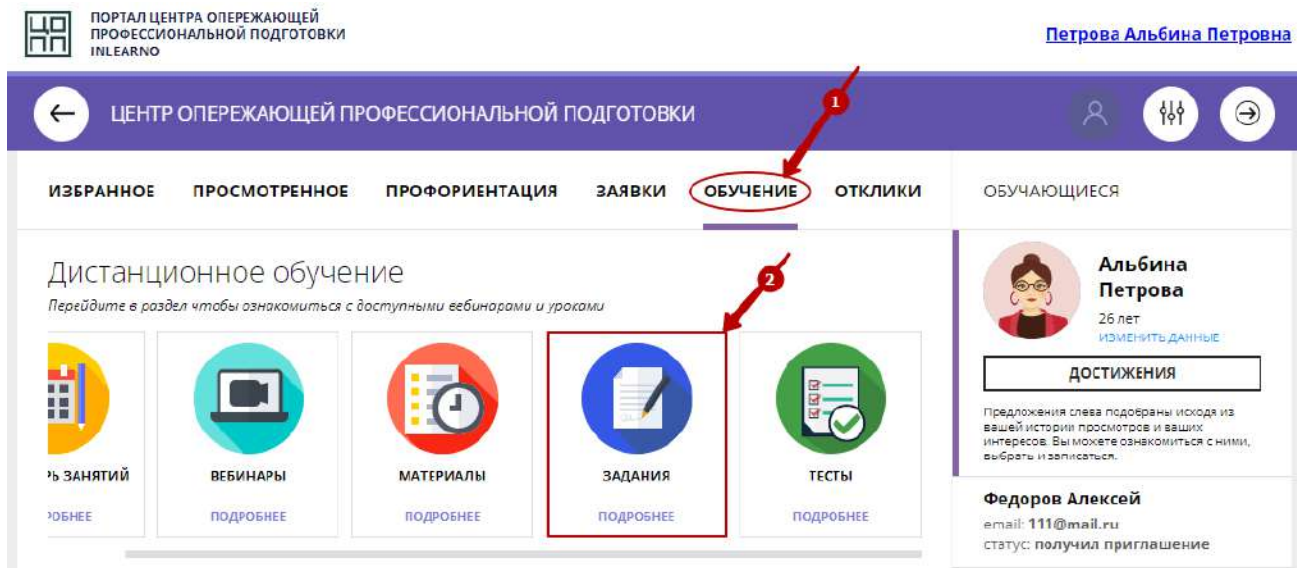 ЦОПП
ПОРТАЛ ЦЕНТРА ОПЕРЕЖАЮЩЕЙ
ПРОФЕССИОНАЛЬНОЙ ПОДГОТОВКИ
INLEARNO
Петрова Альбина Петровна
ЦЕНТР ОПЕРЕЖАЮЩЕЙ ПРОФЕССИОНАЛЬНОЙ ПОДГОТОВКИ
1
ИЗБРАННОЕ ПРОСМОТРЕННОЕ ПРОФОРИЕНТАЦИЯ ЗАЯВКИ ОБУЧЕНИЕ ОТКЛИКИ
Дистанционное обучение
Перейдите в раздел чтобы ознакомиться с доступными вебинарами и уроками
2
Ь ЗАНЯТИЙ
ВЕБИНАРЫ
МАТЕРИАЛЫ
ЗАДАНИЯ
ТЕСТЫ
РОБНЕЕ
ПОДРОБНЕЕ
ПОДРОБНЕЕ
ПОДРОБНЕЕ
ПОДРОБНЕЕ
ОБУЧАЮЩИЕСЯ
Альбина
Петрова
26 лет
ИЗМЕНИТЬ ДАННЫЕ
ДОСТИЖЕНИЯ
Предложения слева подобраны исходя из
вашей истории просмотров и ваших
интересов. Вы можете ознакомиться с ними,
выбрать и записаться.
Федоров Алексей
email: 111@mail.ru
статус: получил приглашение